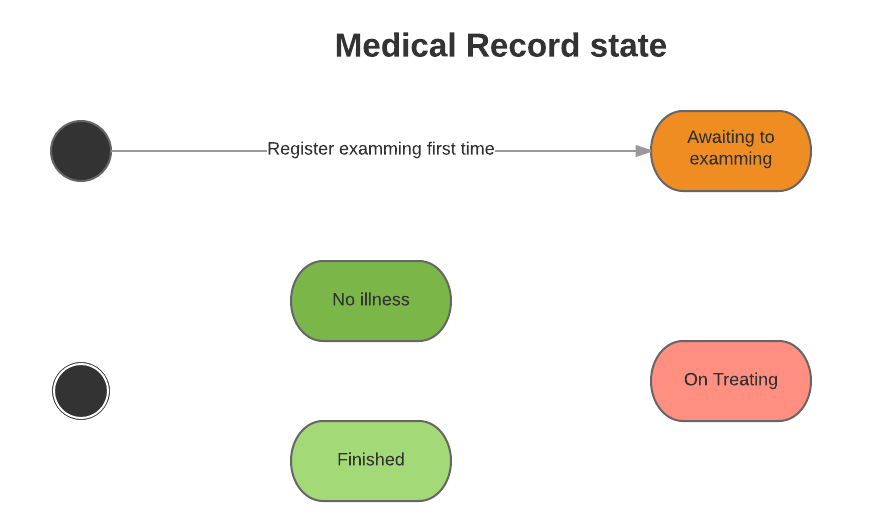 Medical Record state
Register examming first time
Awaiting to
examming
No illness
On Treating
Finished